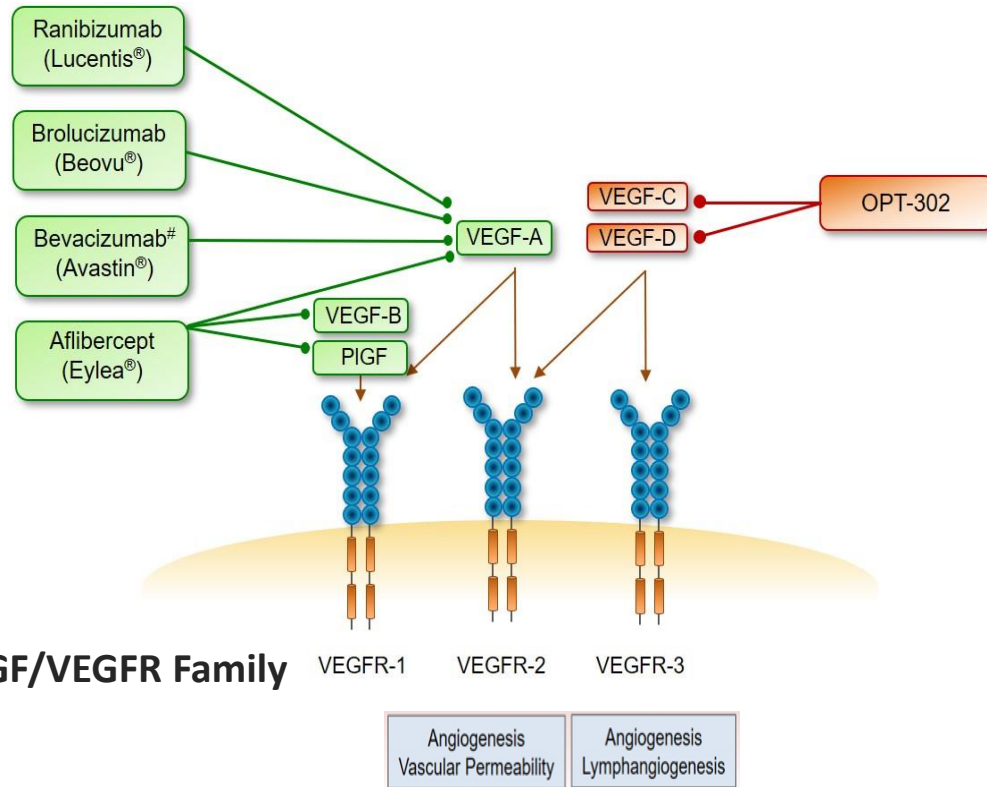 Ranibizumab
(Lucentis®)
Brolucizumab
(Beovu®)
Bevacizumab#
(Avastin®)
Aflibercept
(Eylea®)
VEGF-A
VEGF-B
PIGF
VEGF-C
VEGF-D
OPT-302
GF/VEGFR Family
VEGFR-1
VEGFR-2
VEGFR-3
Angiogenesis
Vascular Permeability
Angiogenesis
Lymphangiogenesis